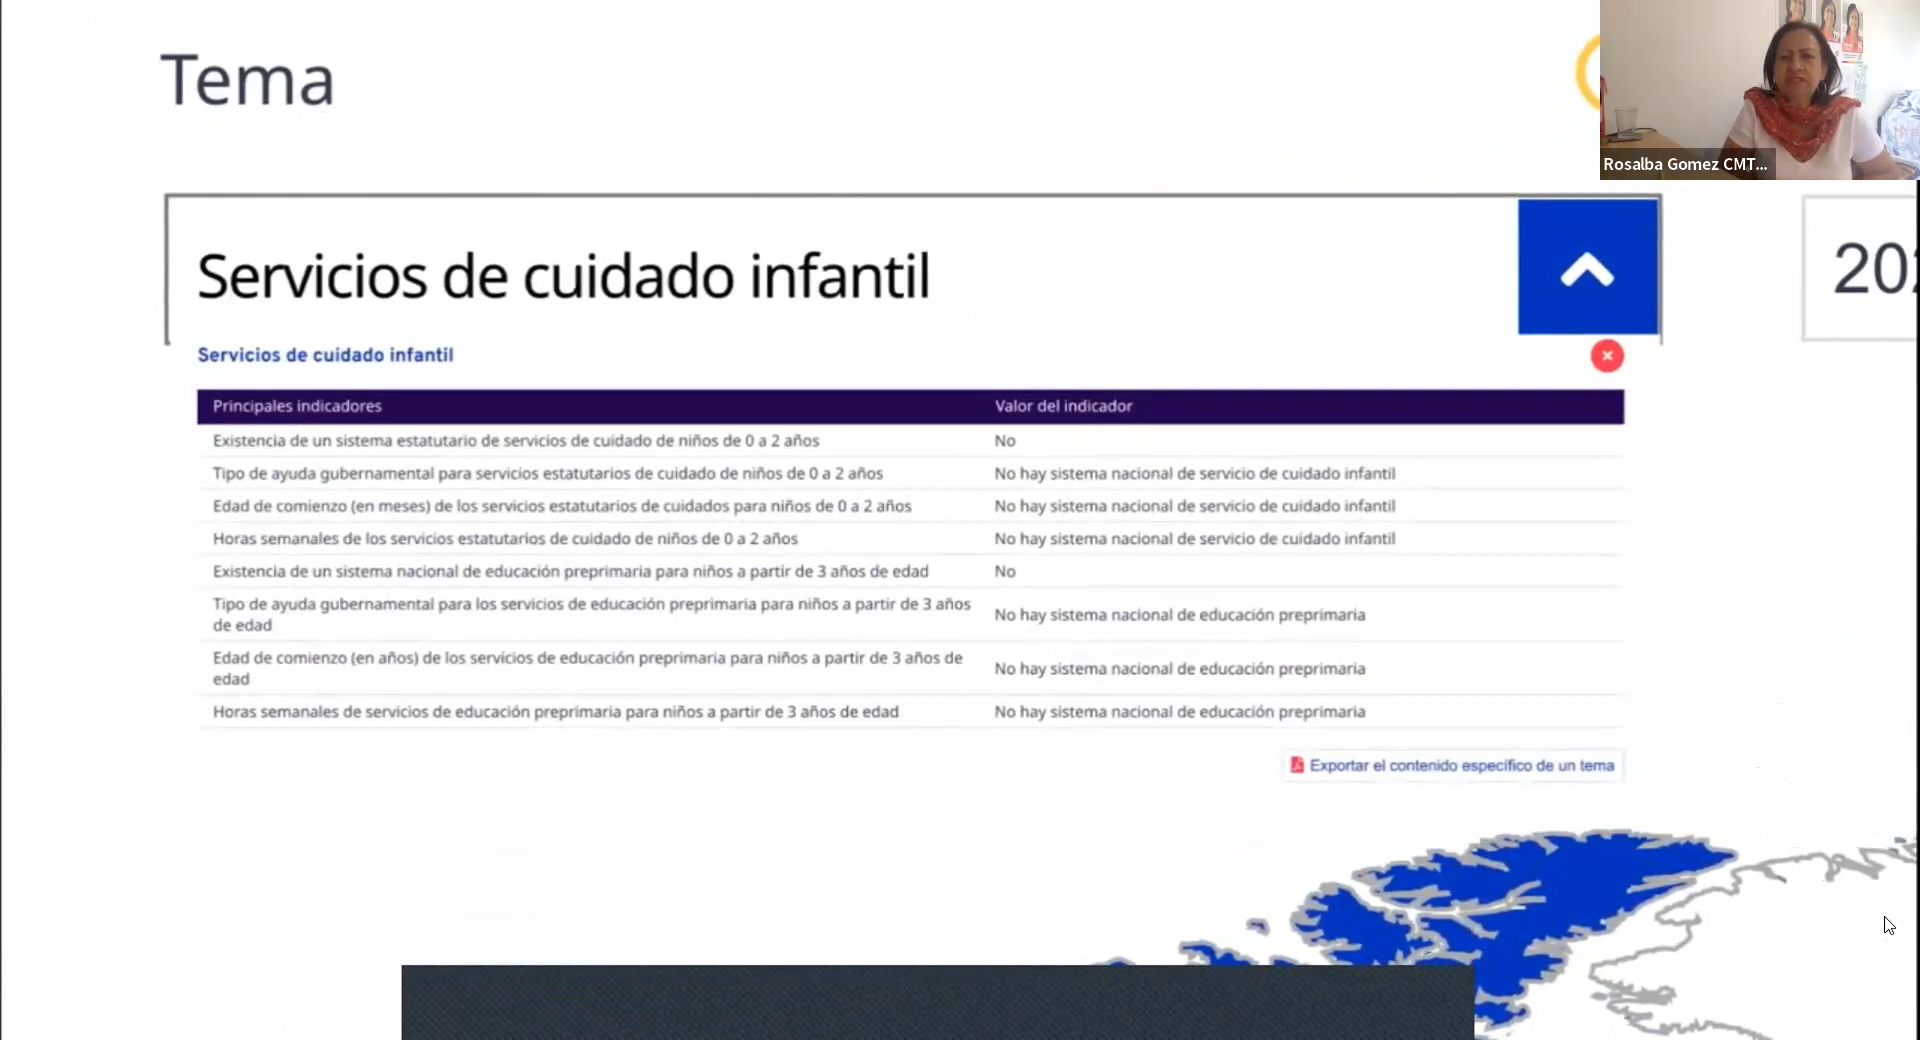 Tema
Rosalba Gomez CMT...
Servicios de cuidado infantil
202
Servicios de cuidado infantil
Principales indicadores Valor del indicador
Existencia de un sistema estatutario de servicios de cuidado de niños de 0 a 2 años No
Tipo de ayuda gubernamental para servicios estatutarios de cuidado de niños de 0 a 2 años No hay sistema nacional de servicio de cuidado infantil
Edad de comienzo (en meses) de los servicios estatutarios de cuidados para niños de 0 a 2 años No hay sistema nacional de servicio de cuidado infantil
Horas semanales de los servicios estatutarios de cuidado de niños de 0 a 2 años No hay sistema nacional de servicio de cuidado infantil
Existencia de un sistema nacional de educación preprimaria para niños a partir de 3 años de edad No
Tipo de ayuda gubernamental para los servicios de educación preprimaria para niños a partir de 3 años
de edad
No hay sistema nacional de educación preprimaria
Edad de comienzo (en años) de los servicios de educación preprimaria para niños a partir de 3 años de
edad
No hay sistema nacional de educación preprimaria
Horas semanales de servicios de educación preprimaria para niños a partir de 3 años de edad No hay sistema nacional de educación preprimaria
Exportar el contenido específico de un tema